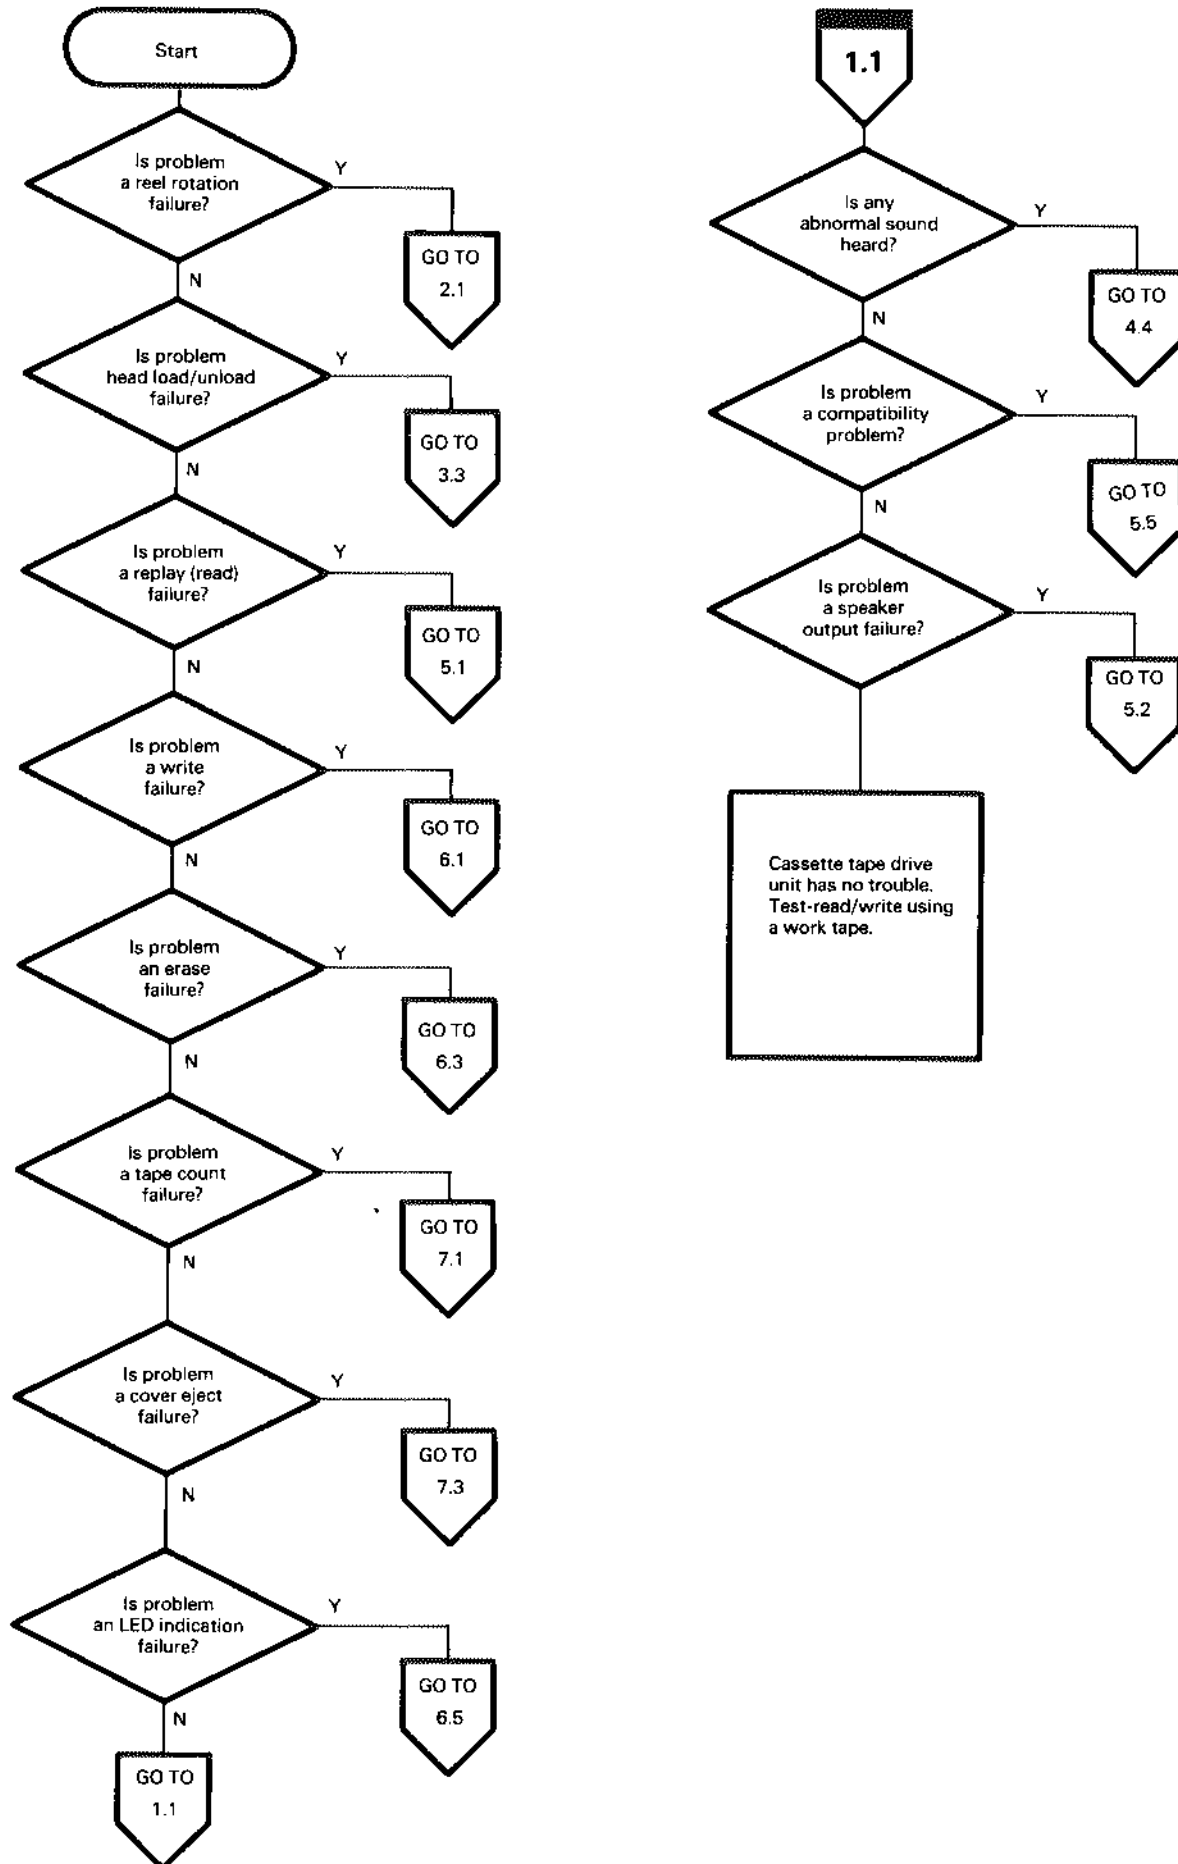 Start
Is problem
a reel rotation
failure?
Y
GO TO
2.1
N
Is problem
head load/unload
failure?
Y
GO TO
3.3
N
Is problem
a replay (read)
failure?
Y
GO TO
5.1
N
Is problem
a write
failure?
Y
GO TO
6.1
N
Is problem
an erase
failure?
Y
GO TO
6.3
N
Is problem
a tape count
failure?
Y
GO TO
7.1
N
Is problem
a cover eject
failure?
Y
GO TO
7.3
N
Is problem
an LED indication
failure?
Y
GO TO
6.5
N
GO TO
1.1
1.1
Is any
abnormal sound
heard?
Y
GO TO
4.4
N
Is problem
a compatibility
problem?
Y
GO TO
5.5
N
Is problem
a speaker
output failure?
Y
GO TO
5.2
Cassette tape drive
unit has no trouble.
Test-read/write using
a work tape.